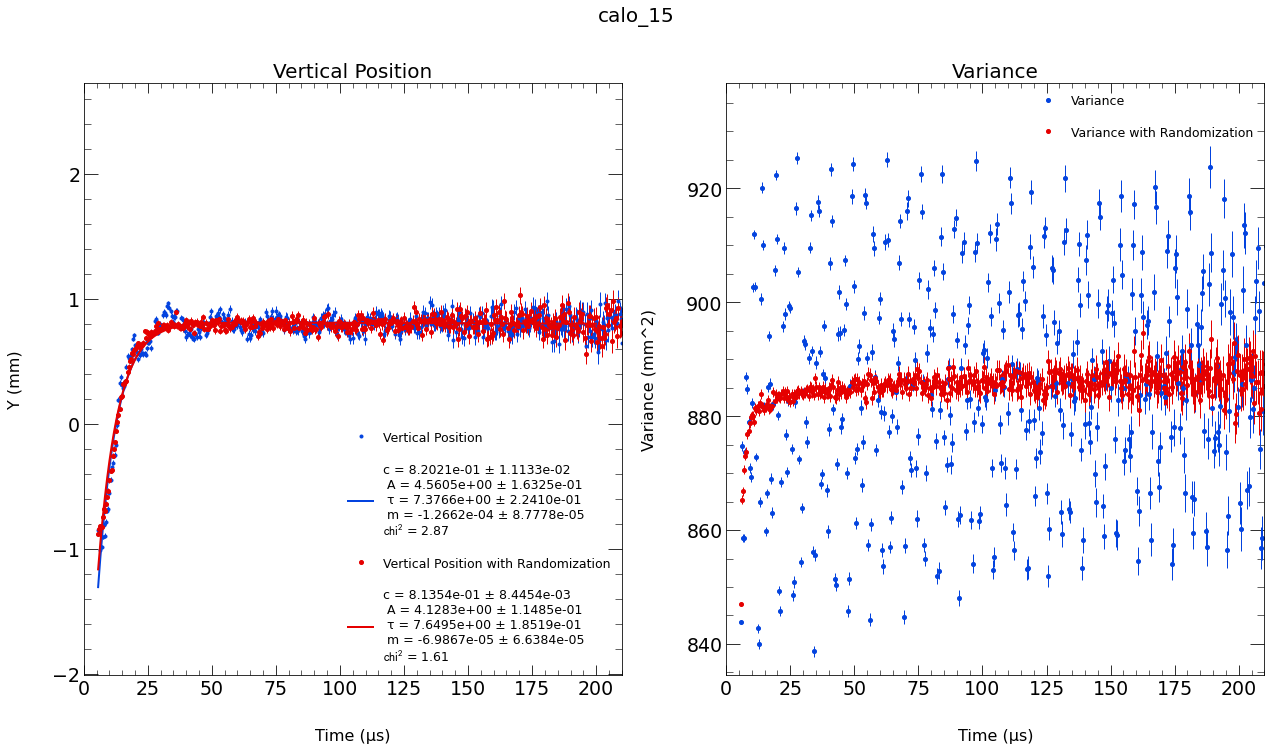 calo_15
Vertical Position
Y (mm)
2
1
0
−1
−2
0 25 50 75 100 125 150 175 200
Time (μs)
Vertical Position
c = 8.2021e-01 ± 1.1133e-02
A = 4.5605e+00 ± 1.6325e-01
τ = 7.3766e+00 ± 2.2410e-01
m = -1.2662e-04 ± 8.7778e-05
chi² = 2.87
Vertical Position with Randomization
c = 8.1354e-01 ± 8.4454e-03
A = 4.1283e+00 ± 1.1485e-01
τ = 7.6495e+00 ± 1.8519e-01
m = -6.9867e-05 ± 6.6384e-05
chi² = 1.61
Variance
Variance (mm^2)
920
900
880
860
840
0 25 50 75 100 125 150 175 200
Time (μs)
Variance
Variance with Randomization